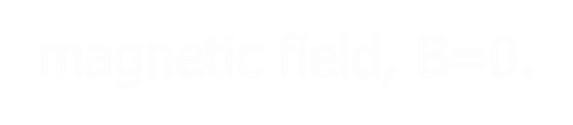 magnetic field, B=0.